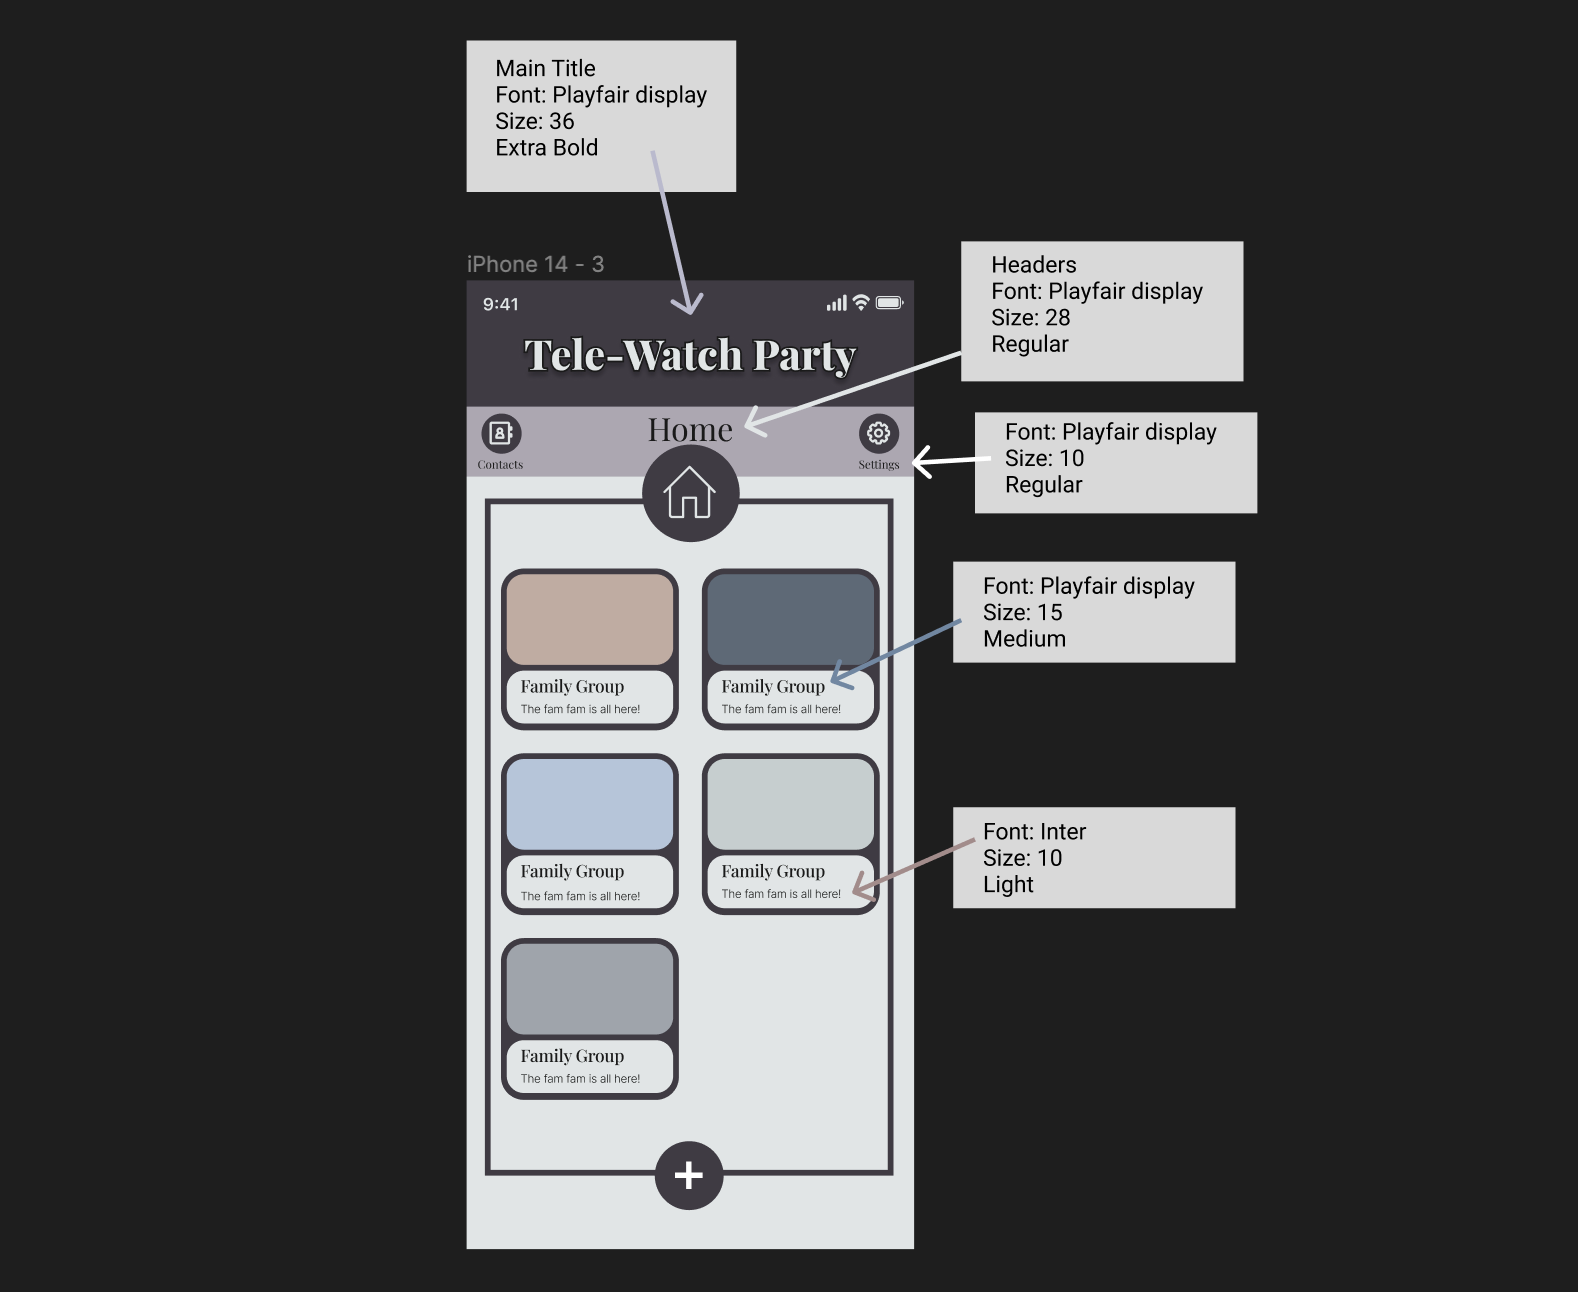 Main Title
Font: Playfair display
Size: 36
Extra Bold
iPhone 14 - 3
Headers
Font: Playfair display
Size: 28
Regular
9:41
Tele-Watch Party
Home
Contacts
Settings
Font: Playfair display
Size: 10
Regular
Font: Playfair display
Size: 15
Medium
Family Group
The fam fam is all here!
Family Group
The fam fam is all here!
Font: Inter
Size: 10
Light
Family Group
The fam fam is all here!
Family Group
The fam fam is all here!
Family Group
The fam fam is all here!